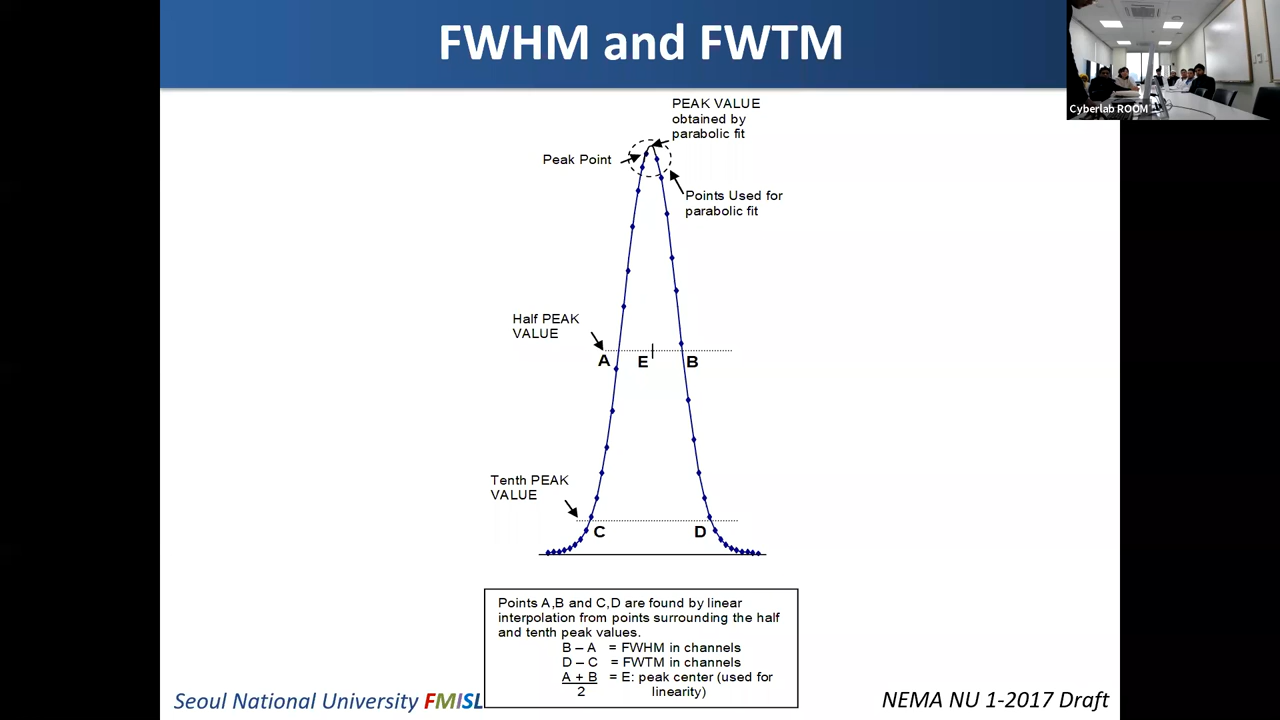 FWHM and FWTM
Cyberlab ROOM
PEAK VALUE
obtained by
parabolic fit
Peak Point
Points Used for
parabolic fit
Half PEAK
VALUE
A
E
B
Tenth PEAK
VALUE
C
D
Points A,B and C,D are found by linear
interpolation from points surrounding the half
and tenth peak values.
B – A = FWHM in channels
D – C = FWTM in channels
A + B = E: peak center (used for
2 linearity)
Seoul National University FMISL
NEMA NU 1-2017 Draft